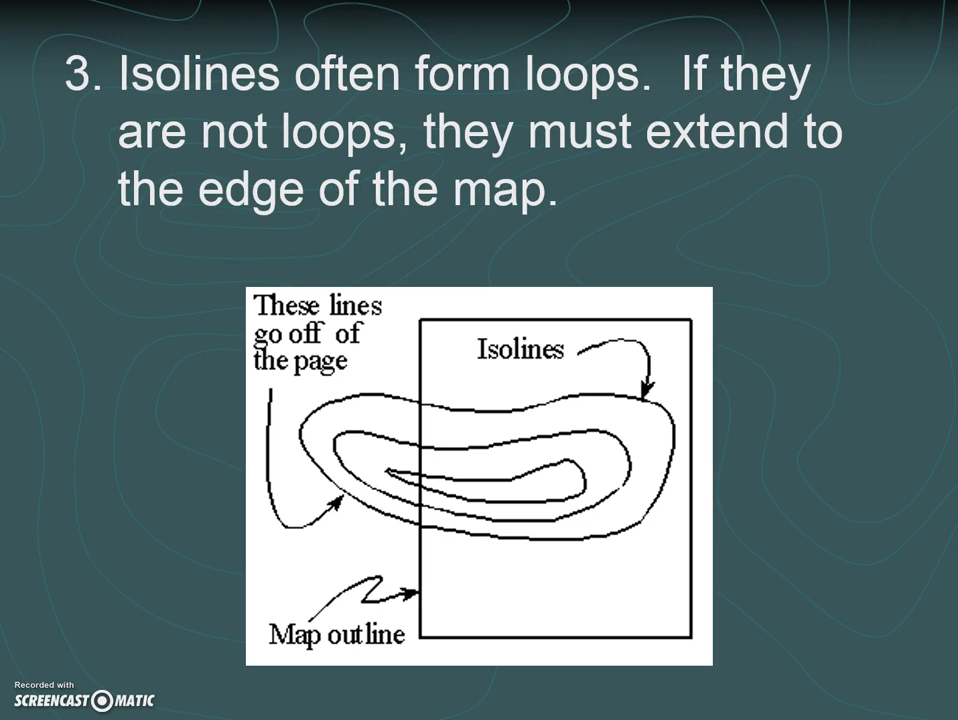 3. Isolines often form loops. If they
are not loops, they must extend to
the edge of the map.
These lines
go off of
the page
Isolines
Map outline
Recorded with
SCREENCAST MATIC